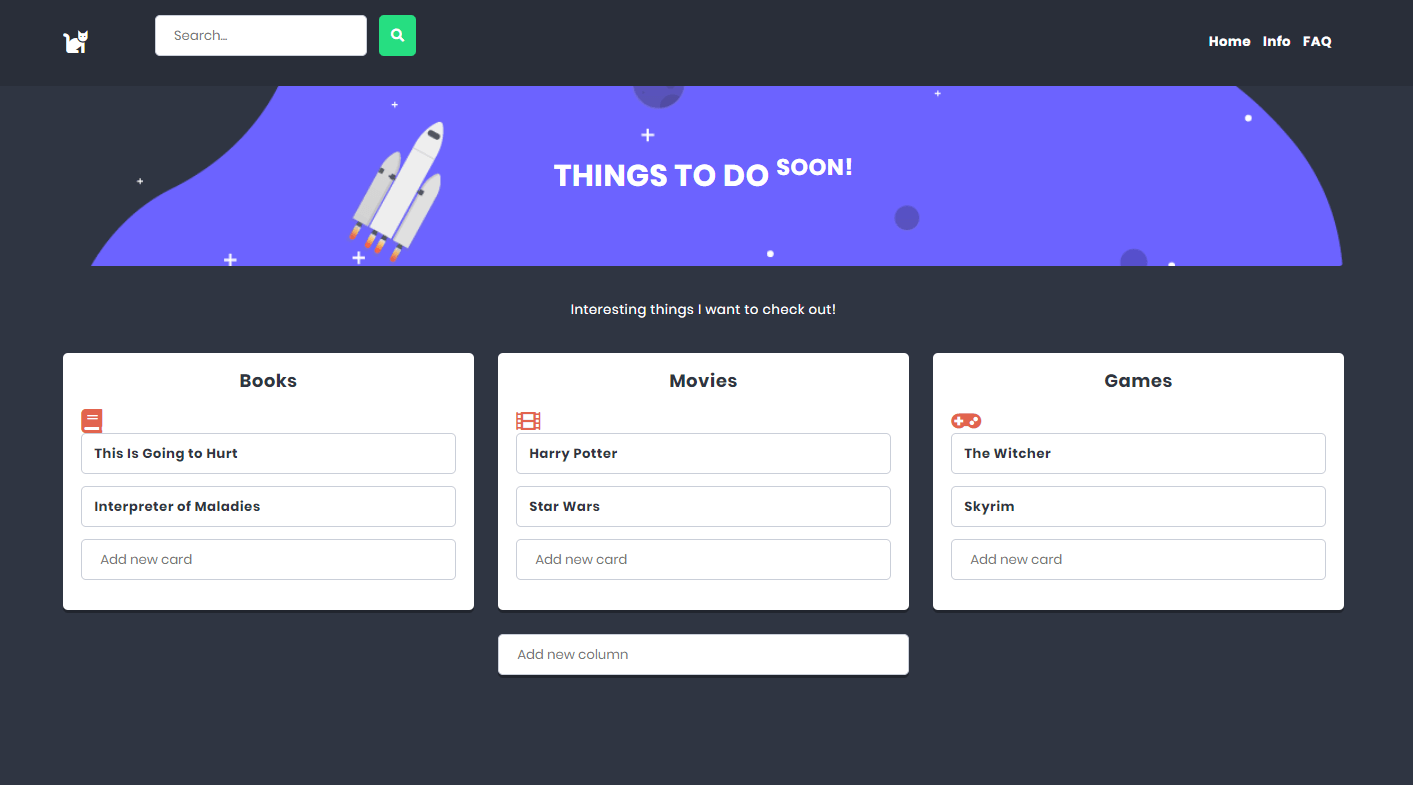 Search...
Home Info FAQ
THINGS TO DO SOON!
Interesting things I want to check out!
Books
This Is Going to Hurt
Interpreter of Maladies
Add new card
Movies
Harry Potter
Star Wars
Add new card
Games
The Witcher
Skyrim
Add new card
Add new column